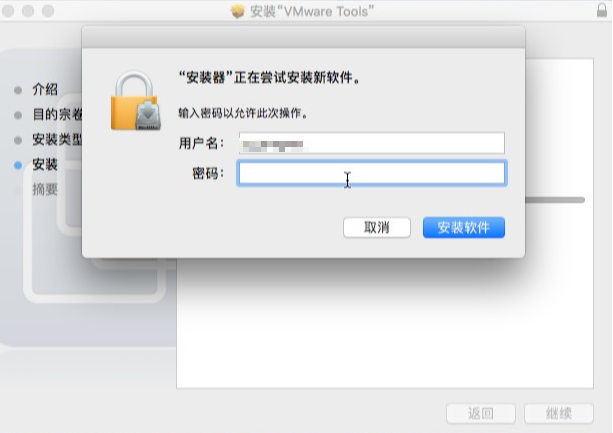 安装“VMware Tools”
“安装器”正在尝试安装新软件。
输入密码以允许此次操作。
用户名：
密码：
取消
安装软件
介绍
目的宗卷
安装类型
安装
摘要
返回
继续